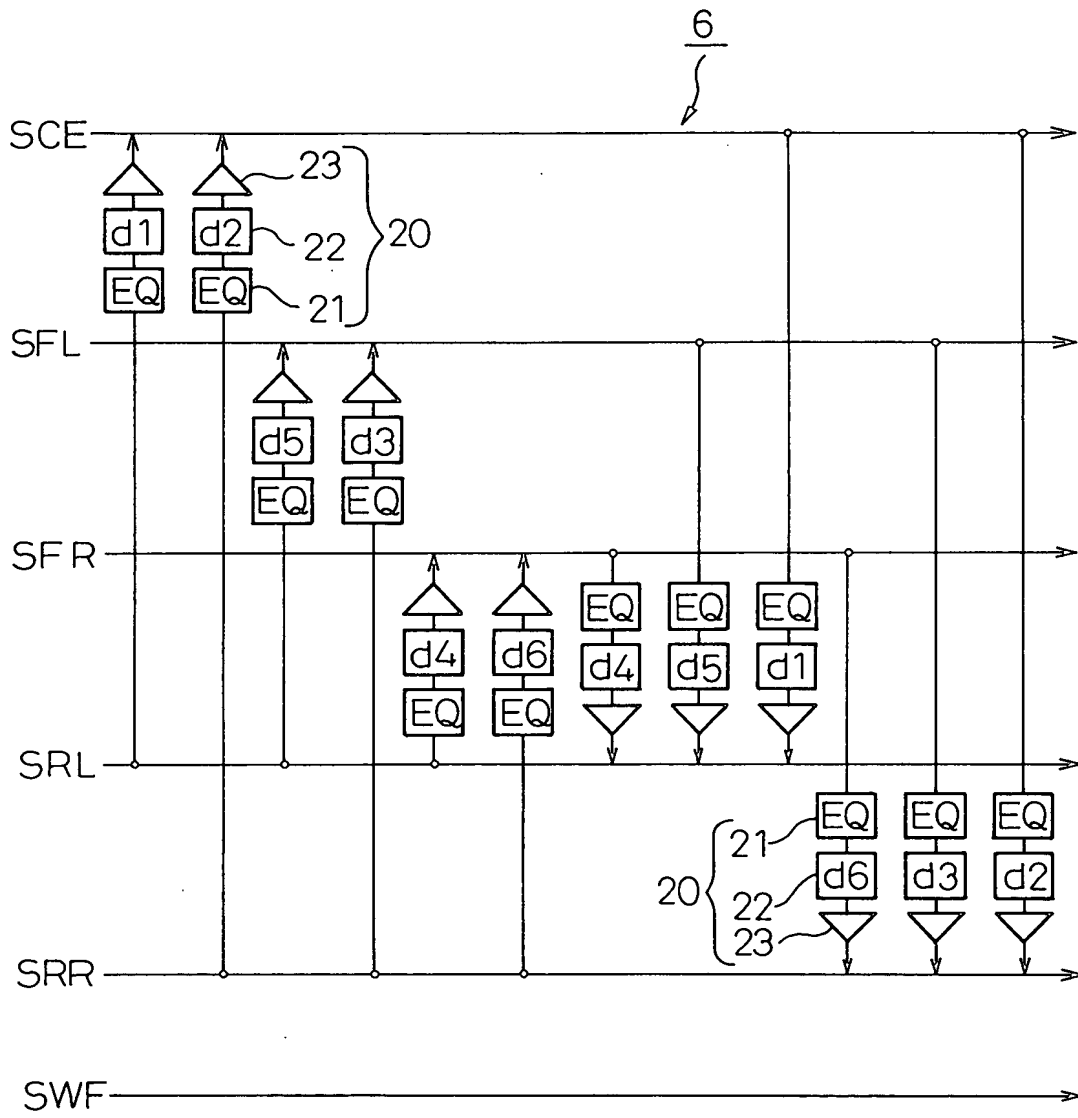 6
SCE
23
d1 d2 22 20
EQ EQ 21
SFL
d5 d3
EQ EQ
SFR
EQ EQ EQ
d4 d6 d4 d5 d1
EQ EQ
SRL
21 EQ EQ EQ
20 22 d6 d3 d2
23
SRR
SWF